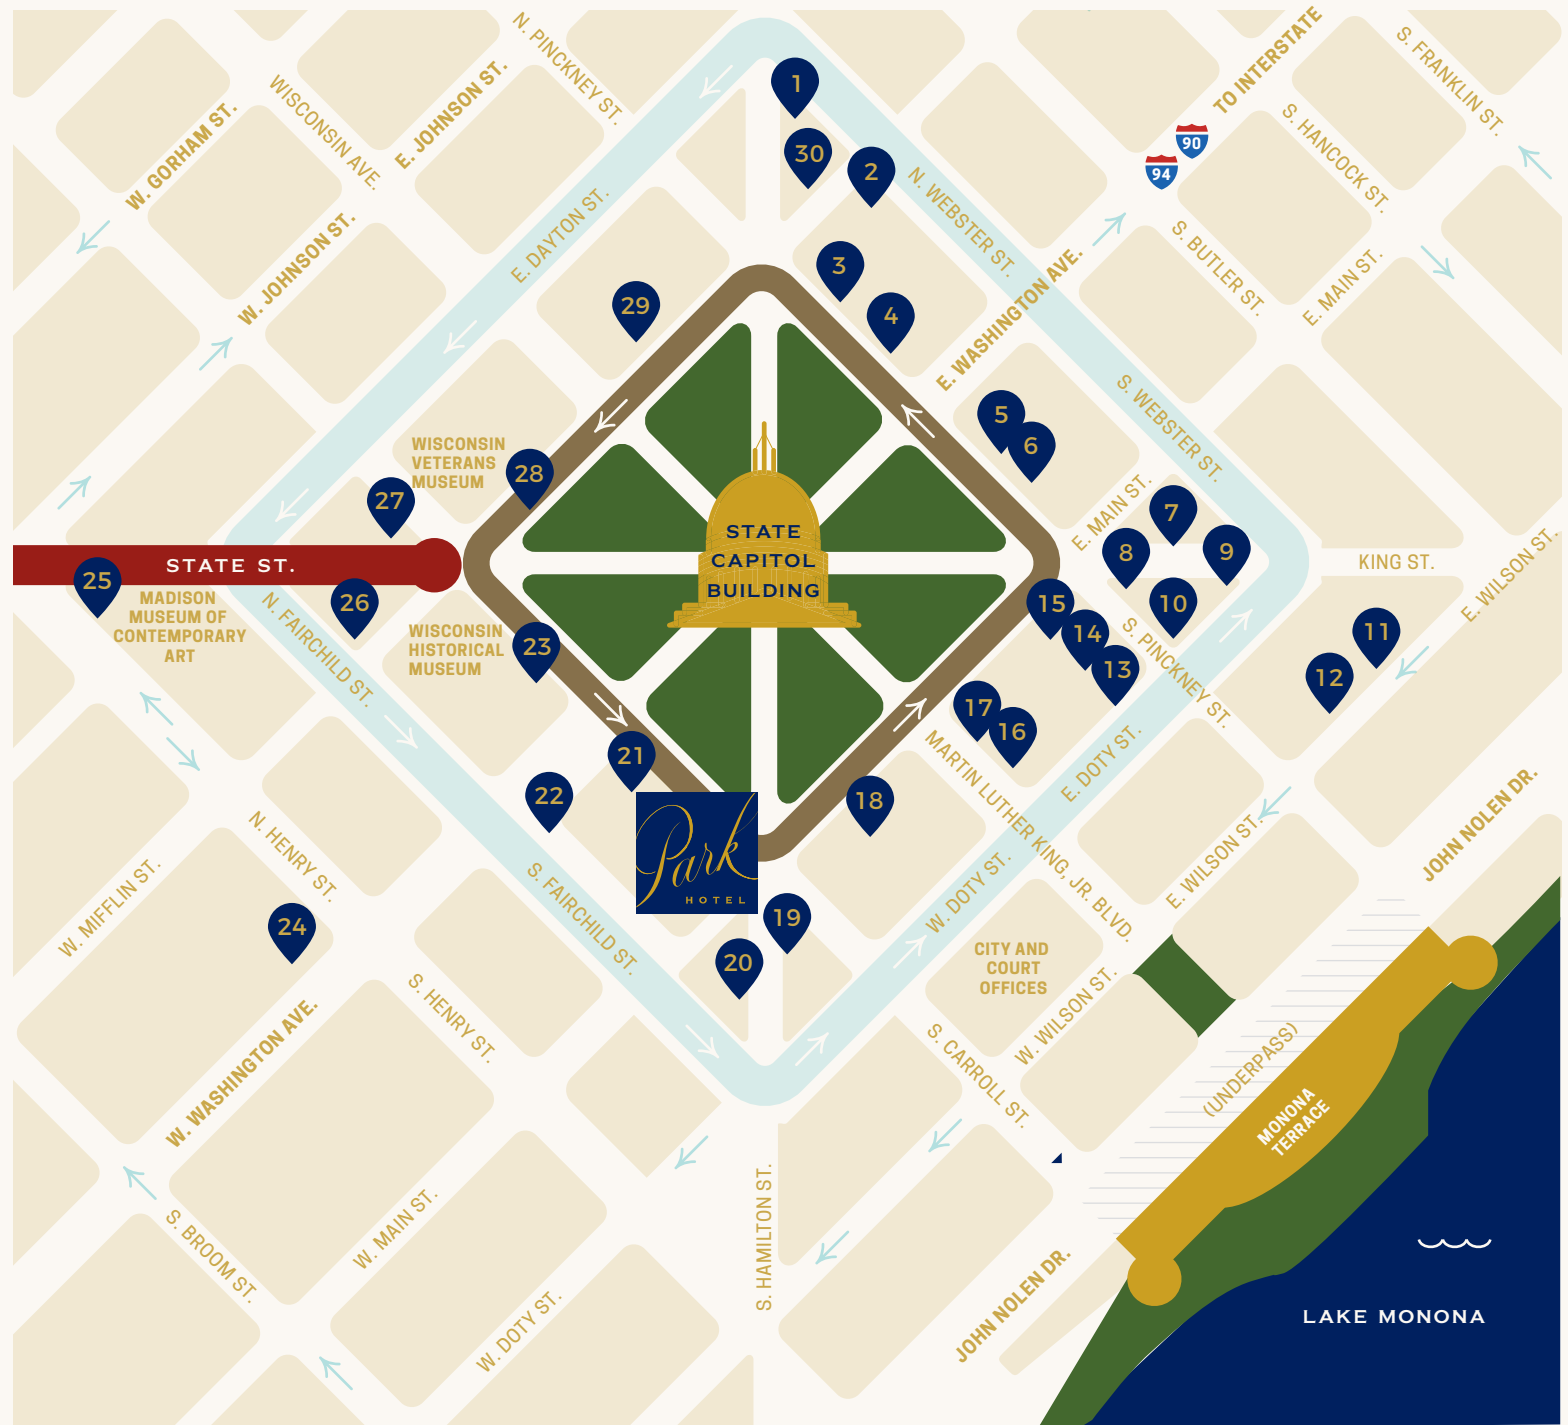 N. PINCKNEY ST.
TO INTERSTATE
S. FRANKLIN ST.
WISCONSIN AVE.
E. JOHNSON ST.
W. GORHAM ST.
1
90
94
30
2
S. HANCOCK ST.
N. WEBSTER ST.
E. DAYTON ST.
W. JOHNSON ST.
3
S. BUTLER ST.
E. MAIN ST.
29
4
E. WASHINGTON AVE.
5
6
S. WEBSTER ST.
WISCONSIN
VETERANS
MUSEUM
28
27
E. MAIN ST.
7
8
9
STATE
CAPITOL
BUILDING
STATE ST.
KING ST.
E. WILSON ST.
25
MADISON
MUSEUM OF
CONTEMPORARY
ART
26
N. FAIRCHILD ST.
WISCONSIN
HISTORICAL
MUSEUM
23
15
14
13
10
S. PINCKNEY ST.
11
12
17
16
21
22
18
MARTIN LUTHER KING, JR. BLVD.
E. DOTY ST.
Park
HOTEL
N. HENRY ST.
W. MIFFLIN ST.
S. FAIRCHILD ST.
W. DOTY ST.
E. WILSON ST.
JOHN NOLEN DR.
24
19
20
CITY AND
COURT
OFFICES
S. HENRY ST.
W. WASHINGTON AVE.
W. WILSON ST.
S. CARROLL ST.
(UNDERPASS)
MONONA
TERRACE
S. HAMILTON ST.
S. BROOM ST.
W. MAIN ST.
W. DOTY ST.
JOHN NOLEN DR.
LAKE MONONA